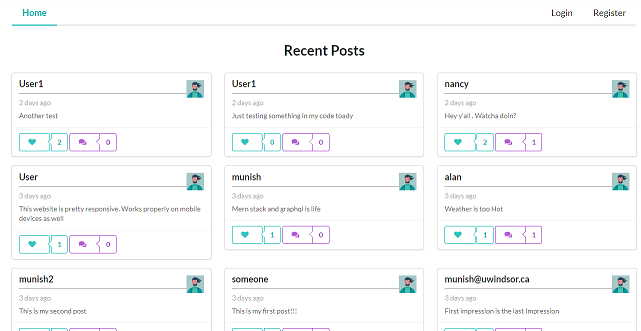 Home
Login
Register
Recent Posts
User1
2 days ago
Another test
2
0
User1
2 days ago
Just testing something in my code toady
0
0
nancy
2 days ago
Hey y'all . Watcha doin?
2
1
User
3 days ago
This website is pretty responsive. Works properly on mobile
devices as well
1
0
munish
3 days ago
Mern stack and graphql is life
1
0
alan
3 days ago
Weather is too Hot
1
1
munish2
3 days ago
This is my second post
someone
3 days ago
This is my first post!!!
munish@uwindsor.ca
3 days ago
First impression is the last Impression